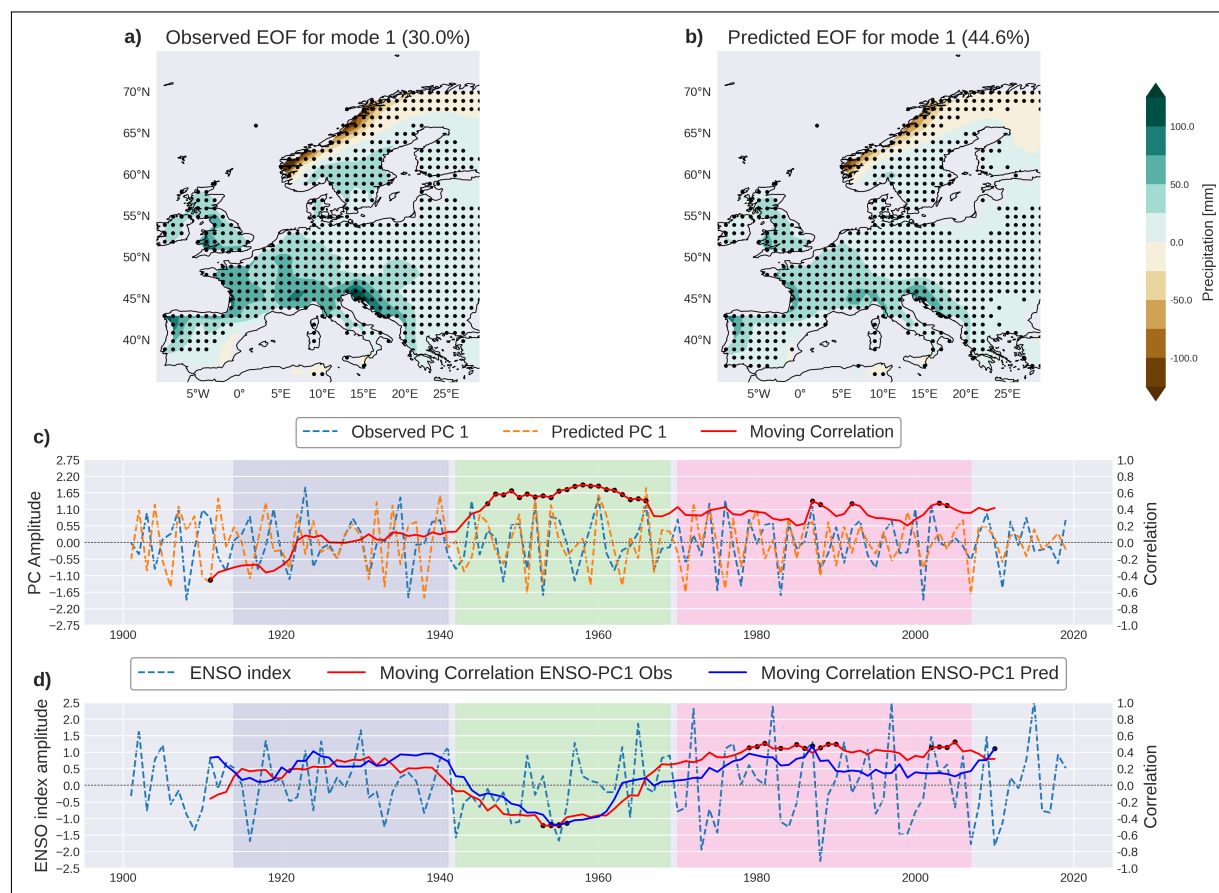 a) Observed EOF for mode 1 (30.0%)
b) Predicted EOF for mode 1 (44.6%)
70°N
65°N
60°N
55°N
50°N
45°N
40°N
5°W 0° 5°E 10°E 15°E 20°E 25°E
70°N
65°N
60°N
55°N
50°N
45°N
40°N
5°W 0° 5°E 10°E 15°E 20°E 25°E
100.0
50.0
0.0
-50.0
-100.0
Precipitation [mm]
c)
Observed PC 1 Predicted PC 1 Moving Correlation
PC Amplitude
2.75
2.20
1.65
1.10
0.55
0.00
−0.55
−1.10
−1.65
−2.20
−2.75
1.0
0.8
0.6
0.4
0.2
0.0
-0.2
-0.4
-0.6
-0.8
-1.0
Correlation
1900 1920 1940 1960 1980 2000 2020
d)
ENSO index Moving Correlation ENSO-PC1 Obs Moving Correlation ENSO-PC1 Pred
ENSO index amplitude
2.5
2.0
1.5
1.0
0.5
0.0
−0.5
−1.0
−1.5
−2.0
−2.5
1.0
0.8
0.6
0.4
0.2
0.0
-0.2
-0.4
-0.6
-0.8
-1.0
Correlation
1900 1920 1940 1960 1980 2000 2020